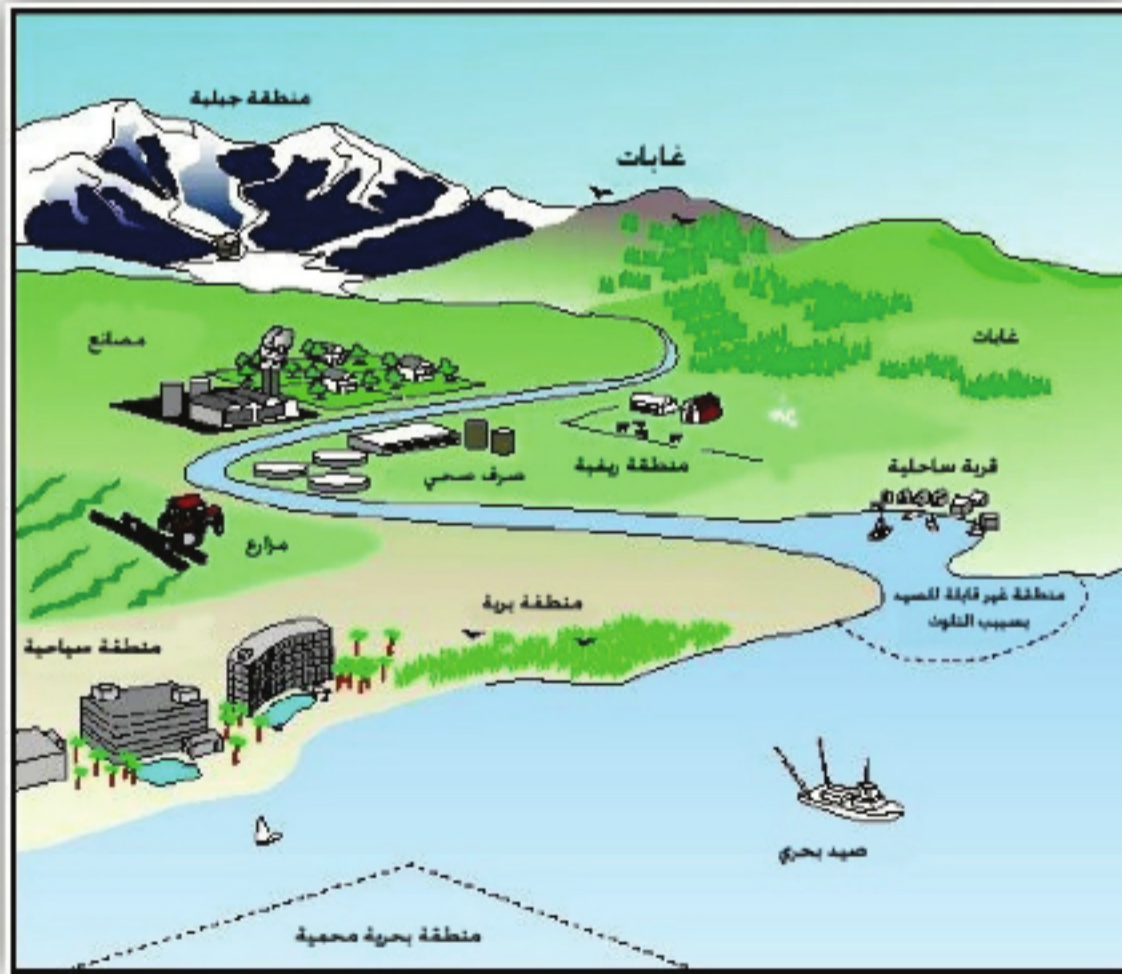 منطقة جبلية
غابات
مصانع
غابات
صرف صحي
منطقة ريفية
قرية ساحلية
مزارع
منطقة غير قابلة للصيد
بسبب التلوث
منطقة برية
منطقة سياحية
صيد بحري
منطقة بحرية محمية